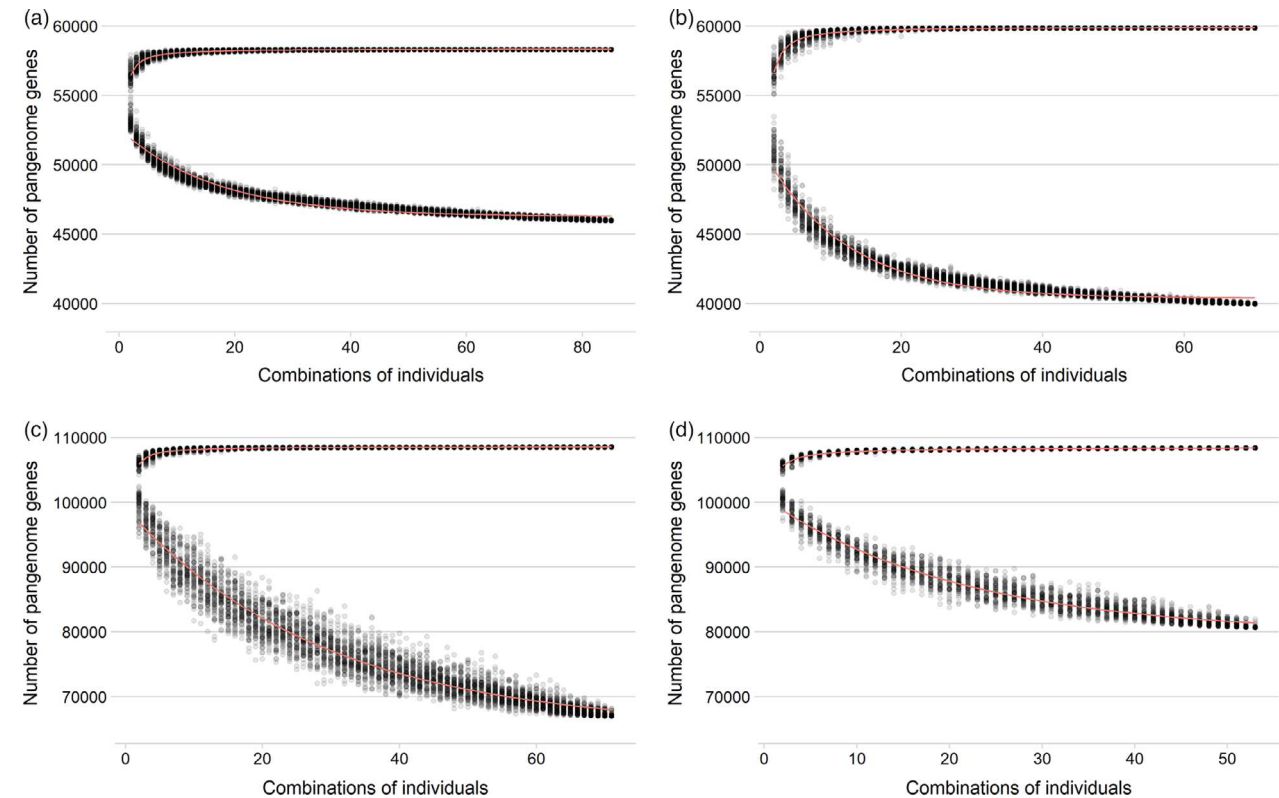 (a)
60000
55000
50000
45000
40000
Number of pangenome genes
0 20 40 60 80
Combinations of individuals
(b)
60000
55000
50000
45000
40000
Number of pangenome genes
0 20 40 60
Combinations of individuals
(c)
110000
100000
90000
80000
70000
Number of pangenome genes
0 20 40 60
Combinations of individuals
(d)
110000
100000
90000
80000
70000
Number of pangenome genes
0 10 20 30 40 50
Combinations of individuals